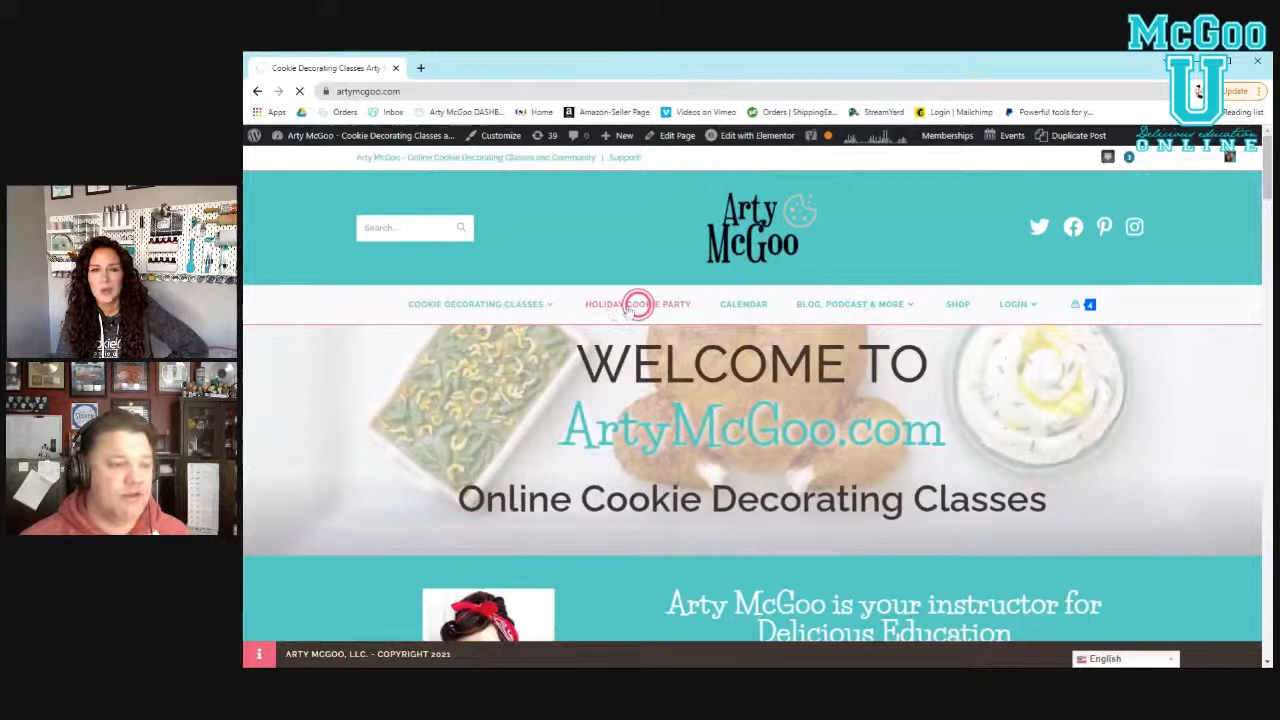 McGoo
U
Delicious education
ONLINE
Cookie Decorating Classes Arty
artymcgoo.com
Update
Apps
Orders
Inbox
Arty McGoo DASHB...
Home
Amazon-Seller Page
Videos on Vimeo
Orders | ShippingEa...
StreamYard
Login | Mailchimp
Powerful tools for y...
Reading list
Arty McGoo - Cookie Decorating Classes a...
Customize
39
0
New
Edit Page
Edit with Elementor
Memberships
Events
Duplicate Post
Arty McGoo - Online Cookie Decorating Classes and Community | Support
3
Search...
Arty
McGoo
COOKIE DECORATING CLASSES
HOLIDAY COOKIE PARTY
CALENDAR
BLOG, PODCAST & MORE
SHOP
LOGIN
4
WELCOME TO
ArtyMcGoo.com
Online Cookie Decorating Classes
Arty McGoo is your instructor for
Delicious Education
ARTY MCGOO, LLC. - COPYRIGHT 2021
English